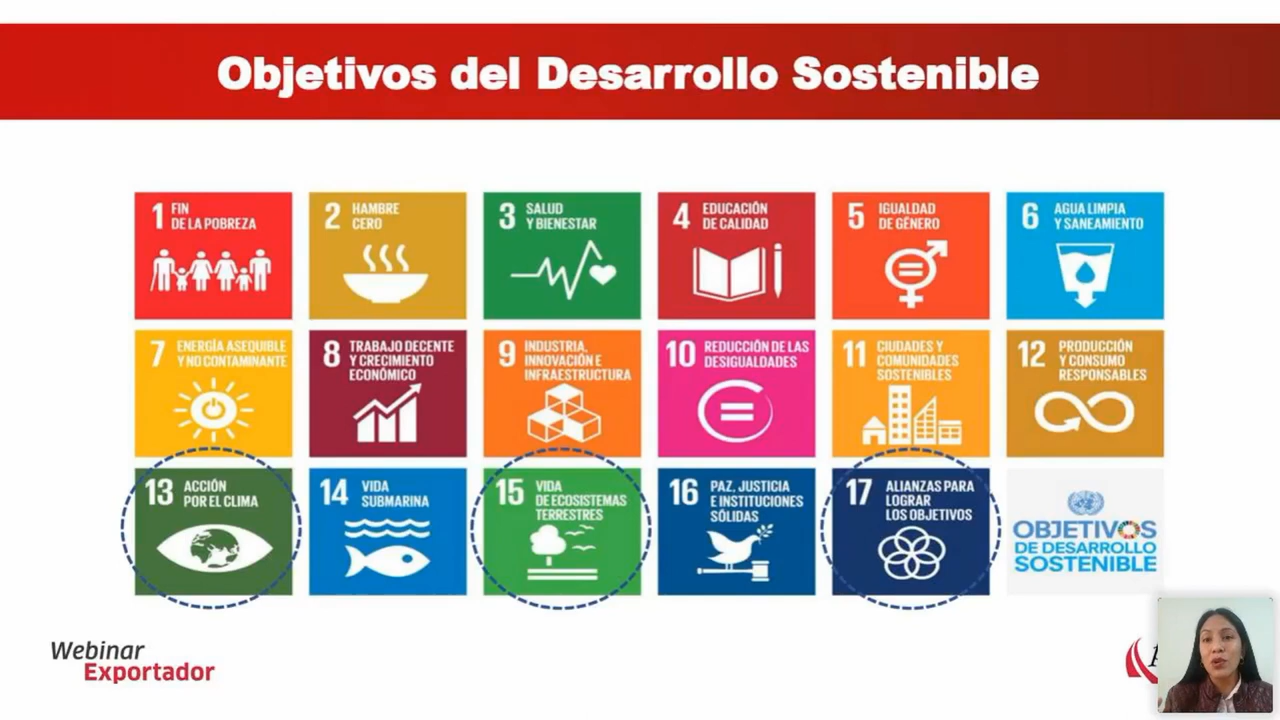 Objetivos del Desarrollo Sostenible
1 FIN
DE LA POBREZA
2 HAMBRE
CERO
3 SALUD
Y BIENESTAR
4 EDUCACIÓN
DE CALIDAD
5 IGUALDAD
DE GÉNERO
6 AGUA LIMPIA
Y SANEAMIENTO
7 ENERGÍA ASEQUIBLE
Y NO CONTAMINANTE
8 TRABAJO DECENTE
Y CRECIMIENTO
ECONÓMICO
9 INDUSTRIA,
INNOVACIÓN E
INFRAESTRUCTURA
10 REDUCCIÓN DE LAS
DESIGUALDADES
11 CIUDADES Y
COMUNIDADES
SOSTENIBLES
12 PRODUCCIÓN
Y CONSUMO
RESPONSABLES
13 ACCIÓN
POR EL CLIMA
14 VIDA
SUBMARINA
15 VIDA
DE ECOSISTEMAS
TERRESTRES
16 PAZ, JUSTICIA
E INSTITUCIONES
SÓLIDAS
17 ALIANZAS PARA
LOGRAR
LOS OBJETIVOS
OBJETIVOS
DE DESARROLLO
SOSTENIBLE
Webinar
Exportador